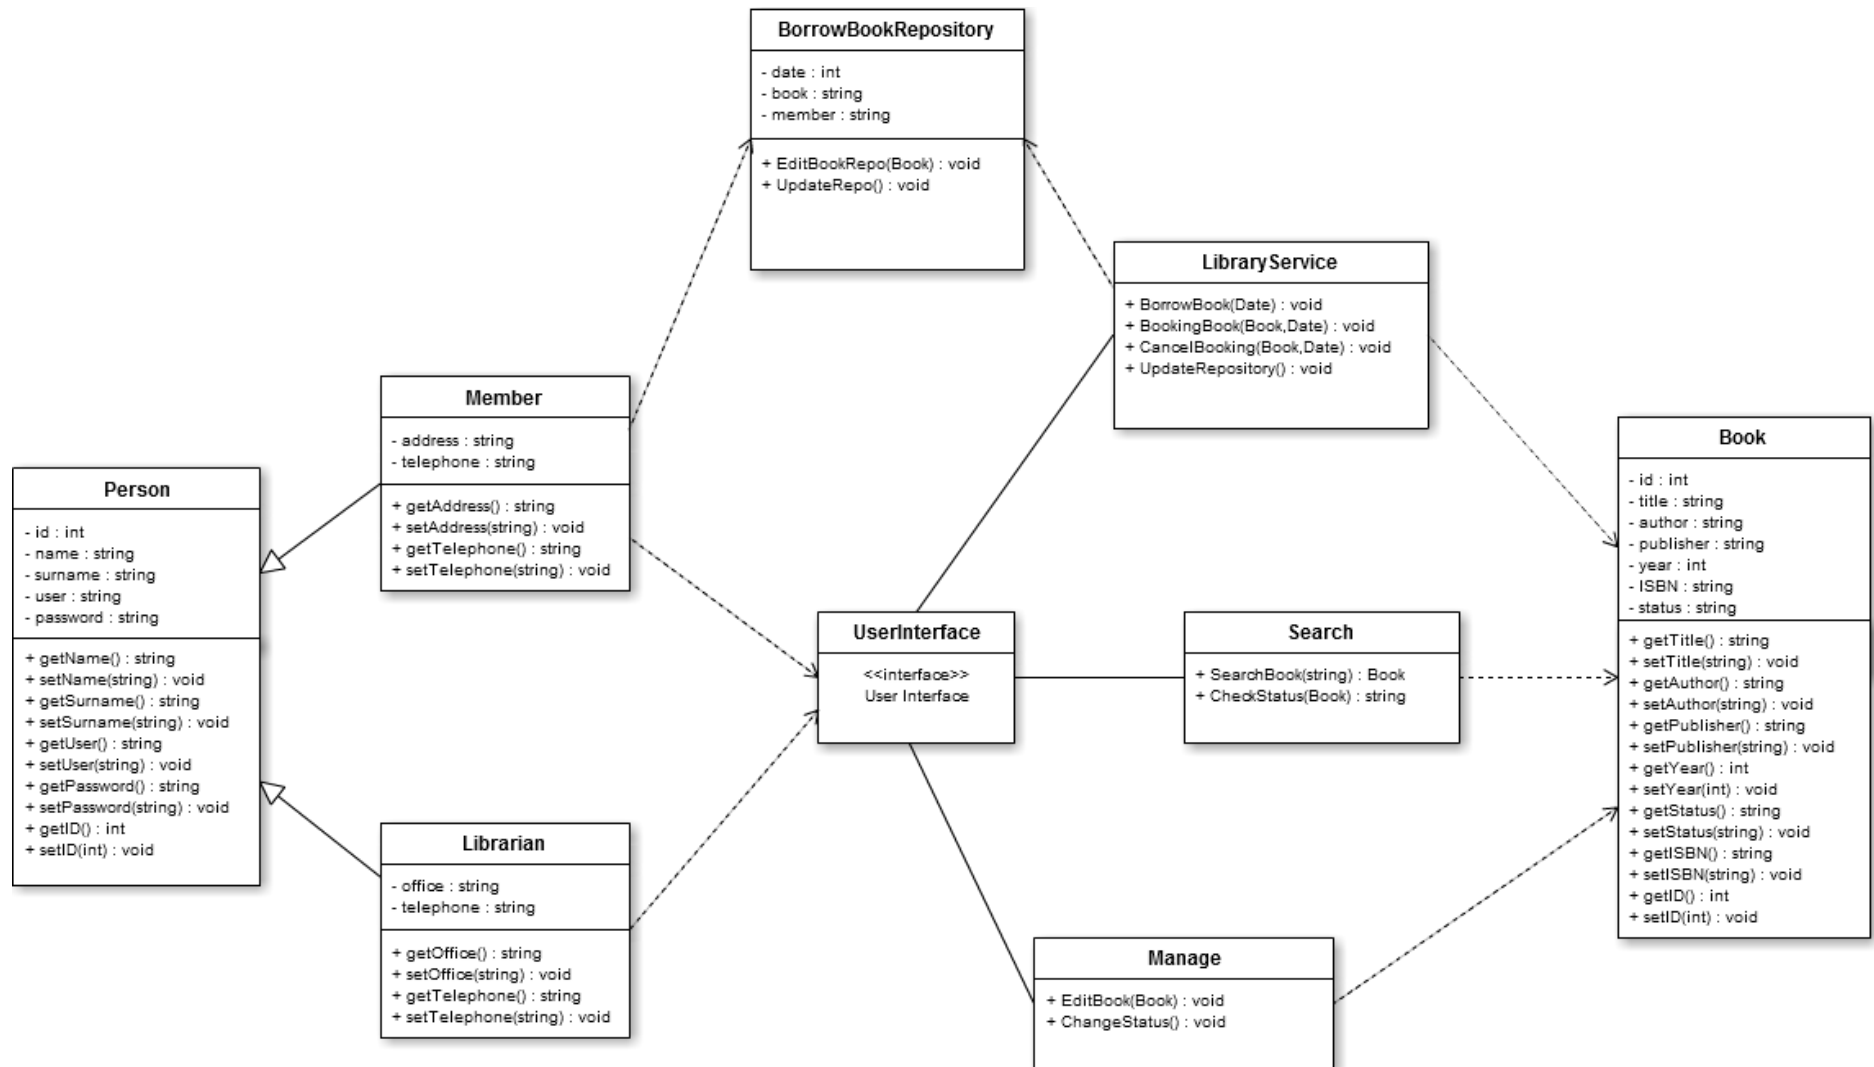 BorrowBookRepository
- date : int
- book : string
- member : string
+ EditBookRepo(Book) : void
+ UpdateRepo() : void
LibraryService
+ BorrowBook(Date) : void
+ BookingBook(Book,Date) : void
+ CancelBooking(Book,Date) : void
+ UpdateRepository() : void
Member
- address : string
- telephone : string
+ getAddress() : string
+ setAddress(string) : void
+ getTelephone() : string
+ setTelephone(string) : void
Person
- id : int
- name : string
- surname : string
- user : string
- password : string
+ getName() : string
+ setName(string) : void
+ getSurname() : string
+ setSurname(string) : void
+ getUser() : string
+ setUser(string) : void
+ getPassword() : string
+ setPassword(string) : void
+ getID() : int
+ setID(int) : void
UserInterface
<<interface>>
User Interface
Search
+ SearchBook(string) : Book
+ CheckStatus(Book) : string
Book
- id : int
- title : string
- author : string
- publisher : string
- year : int
- ISBN : string
- status : string
+ getTitle() : string
+ setTitle(string) : void
+ getAuthor() : string
+ setAuthor(string) : void
+ getPublisher() : string
+ setPublisher(string) : void
+ getYear() : int
+ setYear(int) : void
+ getStatus() : string
+ setStatus(string) : void
+ getISBN() : string
+ setISBN(string) : void
+ getID() : int
+ setID(int) : void
Librarian
- office : string
- telephone : string
+ getOffice() : string
+ setOffice(string) : void
+ getTelephone() : string
+ setTelephone(string) : void
Manage
+ EditBook(Book) : void
+ ChangeStatus() : void